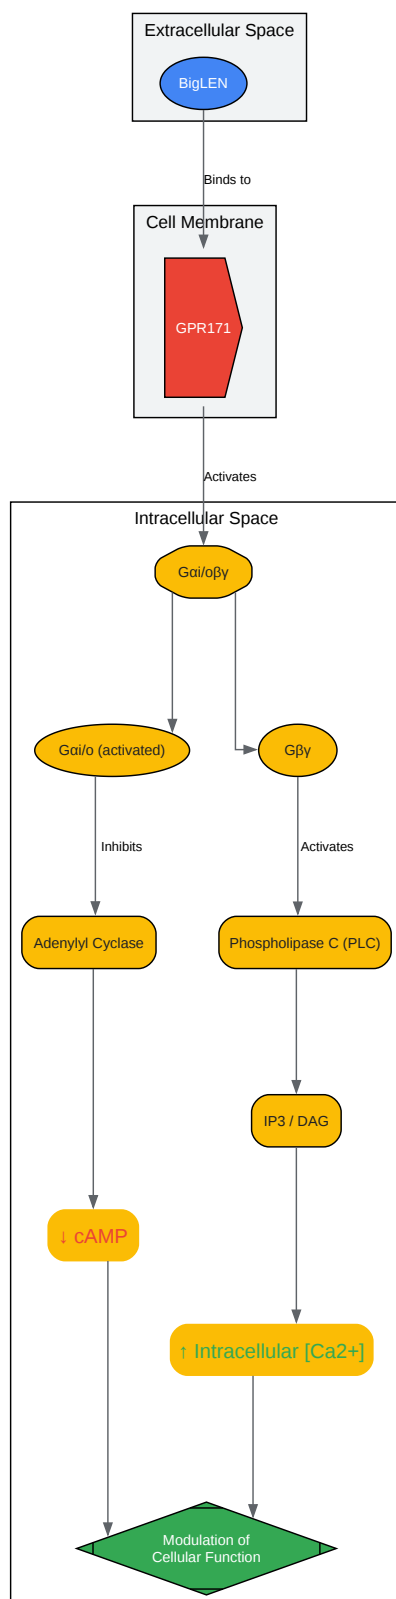 Extracellular Space
BigLEN
Binds to
Cell Membrane
GPR171
Activates
Intracellular Space
Gαi/oβγ
Gαi/o (activated)
Gβγ
Inhibits
Activates
Adenylyl Cyclase
Phospholipase C (PLC)
IP3 / DAG
↓ cAMP
↑ Intracellular [Ca2+]
Modulation of
Cellular Function